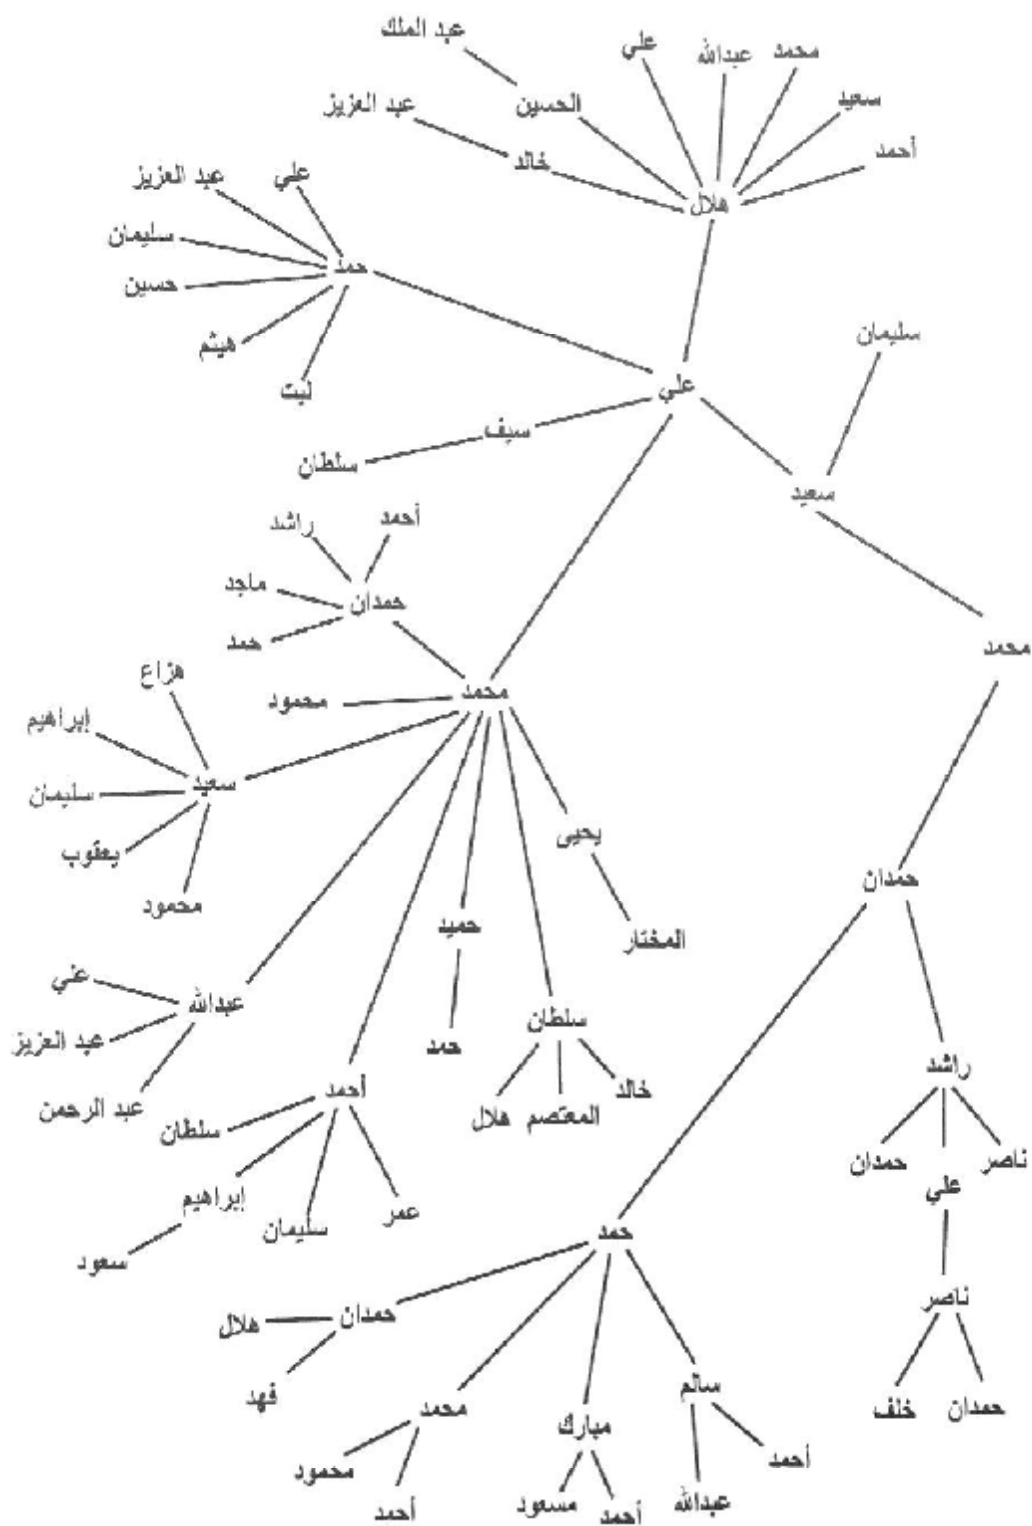 عبد الملك
علي
عبدالله
محمد
سعيد
أحمد
الحسين
عبد العزيز
خالد
هلال
علي
عبد العزيز
سليمان
حمد
حسين
هيثم
ليث
سليمان
علي
سيف
سلطان
سعيد
أحمد
راشد
ماجد
حمدان
حمد
محمد
هزاع
محمود
محمد
إبراهيم
سعيد
سليمان
يعقوب
محمود
يحيى
حمدان
المختار
حميد
علي
عبدالله
عبد العزيز
حمد
سلطان
عبد الرحمن
راشد
أحمد
خالد
المعتصم
هلال
سلطان
ناصر
حمدان
علي
إبراهيم
عمر
سليمان
سعود
حمد
ناصر
حمدان
هلال
فهد
سالم
محمد
مبارك
حمدان
خلف
أحمد
محمود
عبدالله
مسعود
أحمد
أحمد